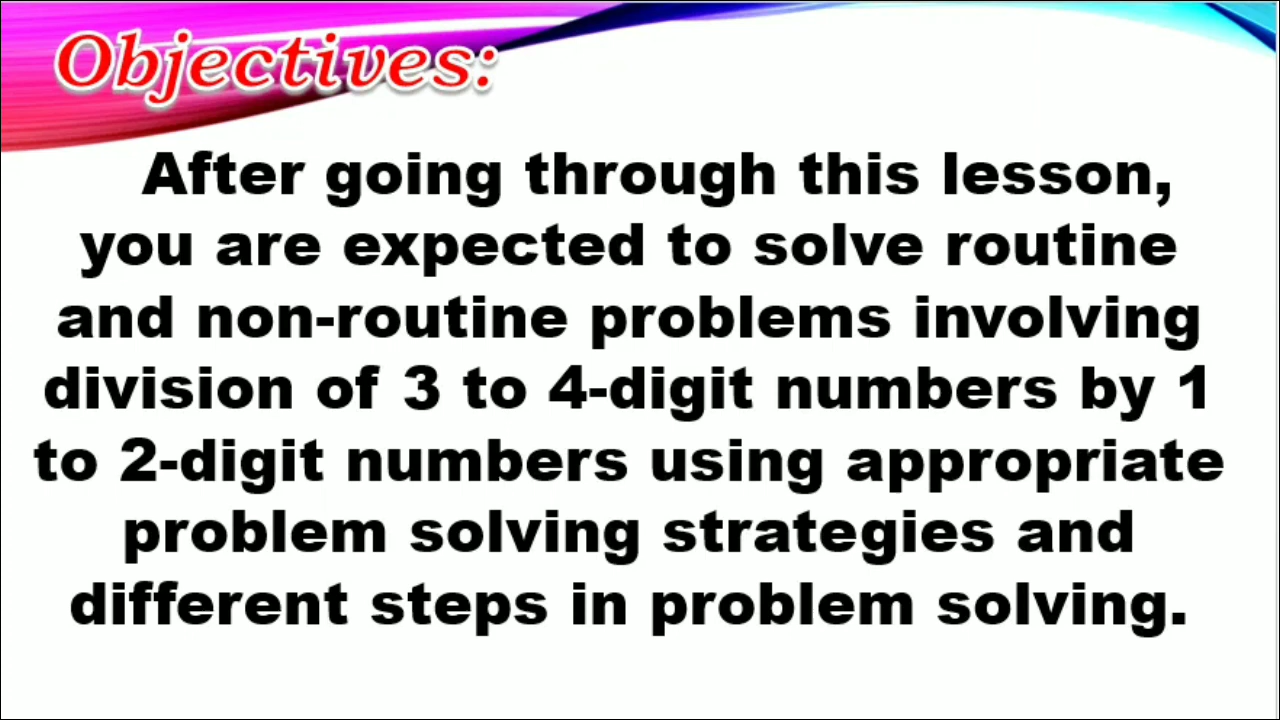 Objectives:
After going through this lesson,
you are expected to solve routine
and non-routine problems involving
division of 3 to 4-digit numbers by 1
to 2-digit numbers using appropriate
problem solving strategies and
different steps in problem solving.